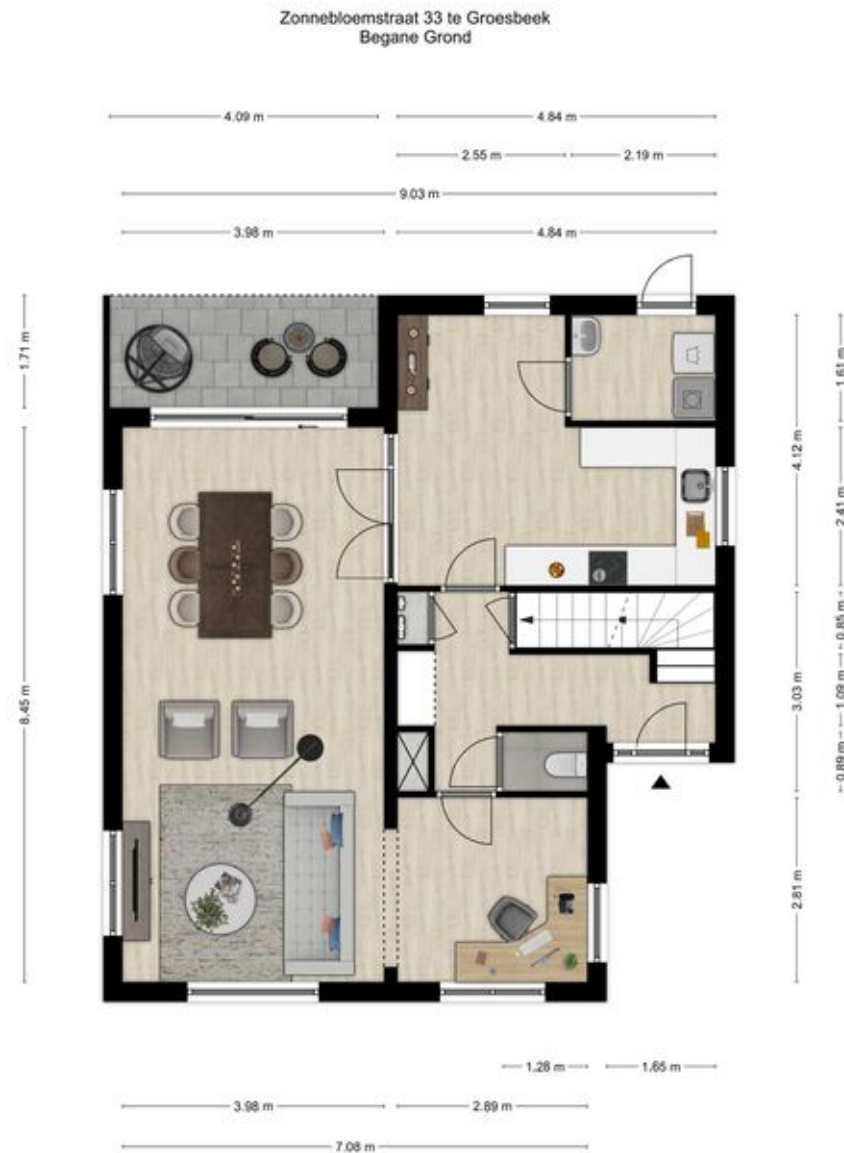 Zonnebloemstraat 33 te Groesbeek
Begane Grond
4.09 m
4.84 m
2.55 m
2.19 m
9.03 m
3.98 m
4.84 m
1.71 m
8.45 m
4.12 m
3.03 m
2.81 m
1.61 m
2.41 m
0.85 m
1.09 m
0.89 m
1.28 m
1.65 m
3.98 m
2.89 m
7.08 m